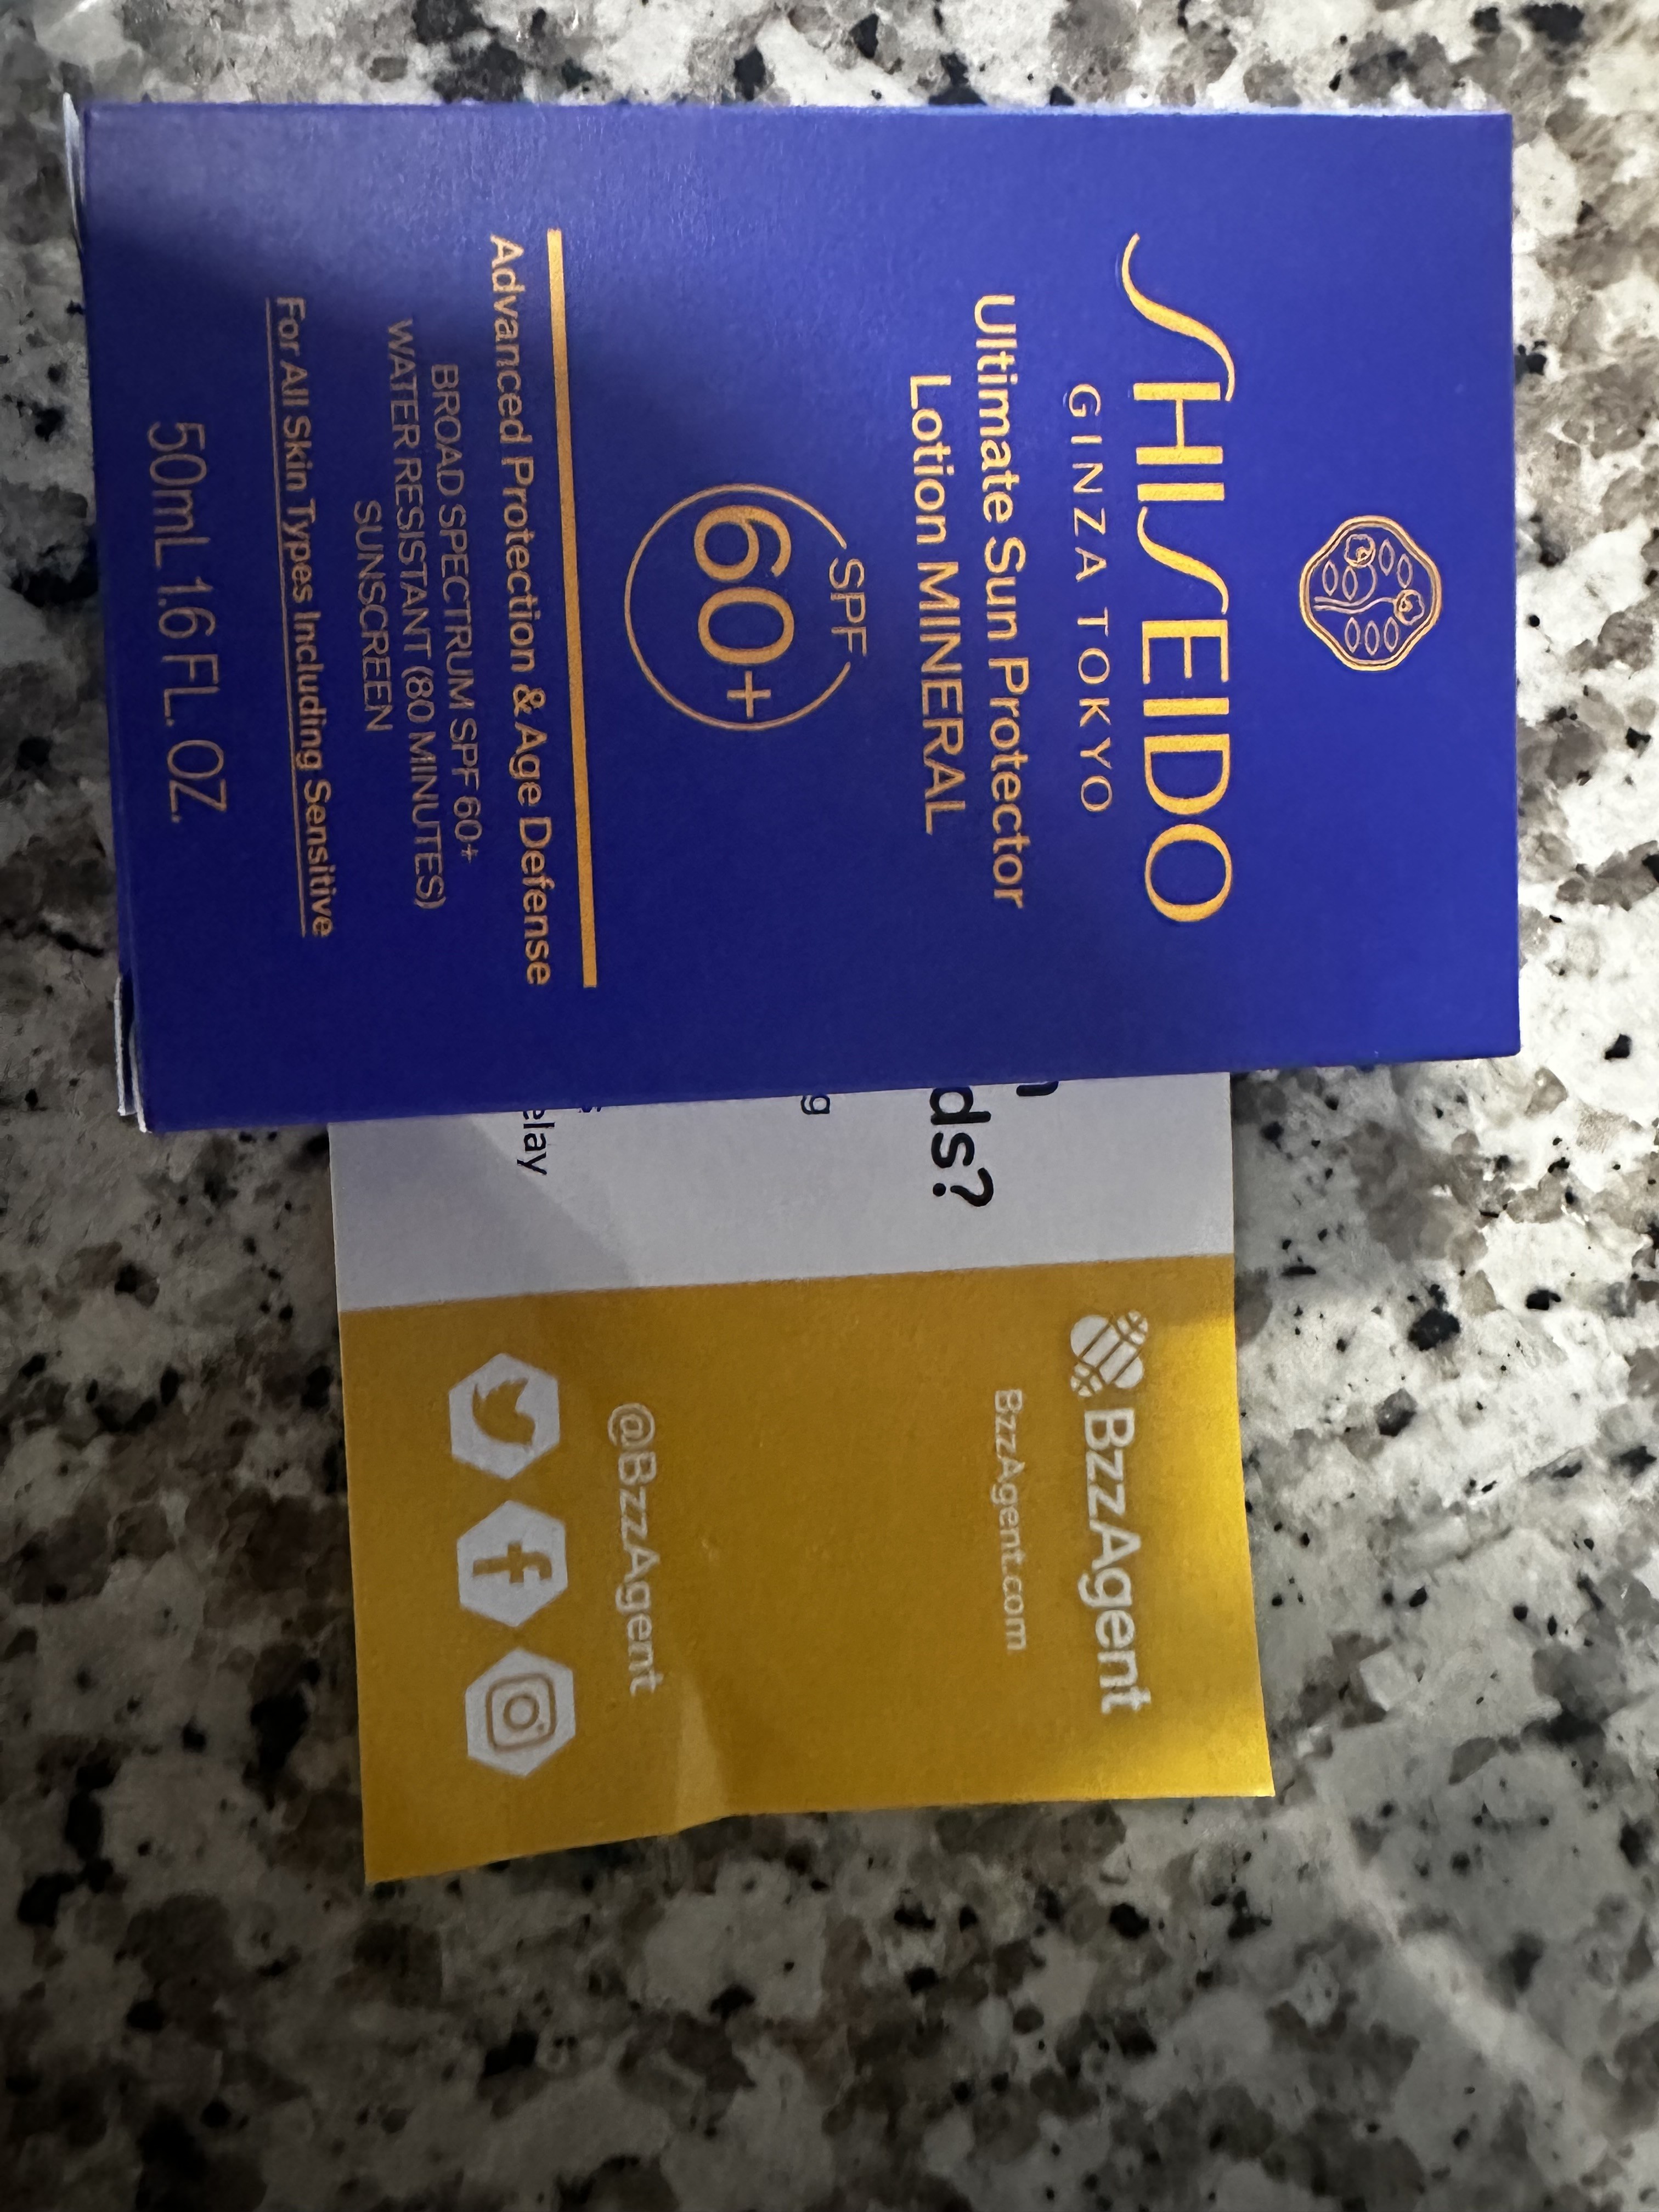 SHISEIDO
GINZA TOKYO
Ultimate Sun Protector
Lotion MINERAL
SPF
60+
Advanced Protection & Age Defense
BROAD SPECTRUM SPF 60+
WATER RESISTANT (80 MINUTES)
SUNSCREEN
For All Skin Types Including Sensitive
50mL 1.6 FL. OZ.
ds?
g
elay
BzzAgent
BzzAgent.com
@BzzAgent